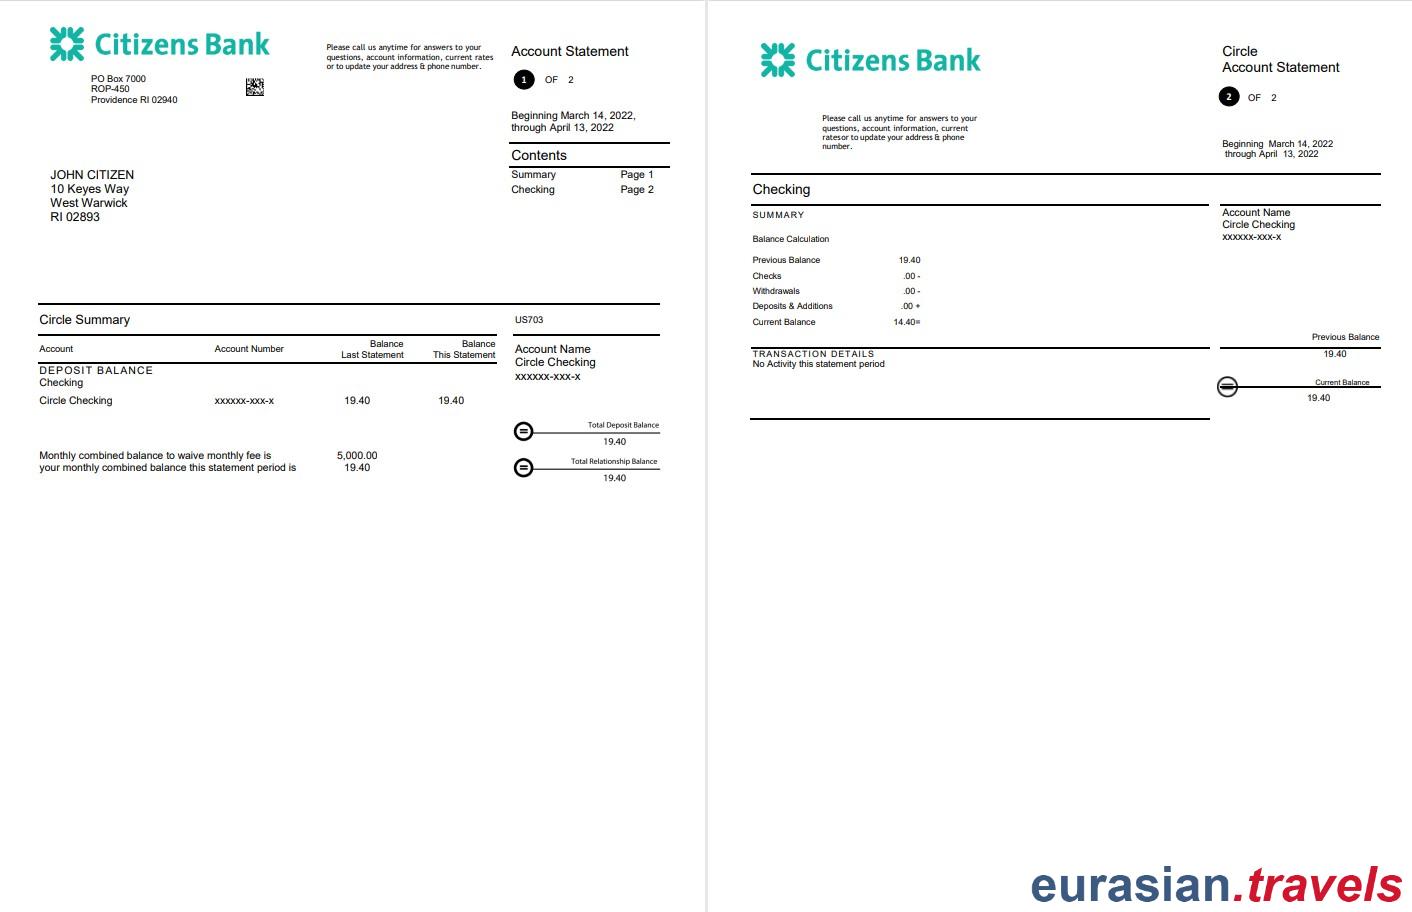 Citizens Bank
PO Box 7000
ROP-450
Providence RI 02940
Please call us anytime for answers to your
questions, account information, current rates
or to update your address & phone number.
Account Statement
1 OF 2
Beginning March 14, 2022,
through April 13, 2022
Contents
Summary Page 1
Checking Page 2
JOHN CITIZEN
10 Keyes Way
West Warwick
RI 02893
Circle Summary
US703
Account Account Number Balance Last Statement Balance This Statement
DEPOSIT BALANCE
Checking
Circle Checking xxxxxx-xxx-x 19.40 19.40
Monthly combined balance to waive monthly fee is 5,000.00
your monthly combined balance this statement period is 19.40
Account Name
Circle Checking
xxxxxx-xxx-x
Total Deposit Balance
19.40
Total Relationship Balance
19.40
Citizens Bank
Please call us anytime for answers to your
questions, account information, current
ratesor to update your address & phone
number.
Circle
Account Statement
2 OF 2
Beginning March 14, 2022
through April 13, 2022
Checking
SUMMARY
Balance Calculation
Previous Balance 19.40
Checks .00 -
Withdrawals .00 -
Deposits & Additions .00 +
Current Balance 14.40=
TRANSACTION DETAILS
No Activity this statement period
Account Name
Circle Checking
xxxxxx-xxx-x
Previous Balance
19.40
Current Balance
19.40
eurasian.travels